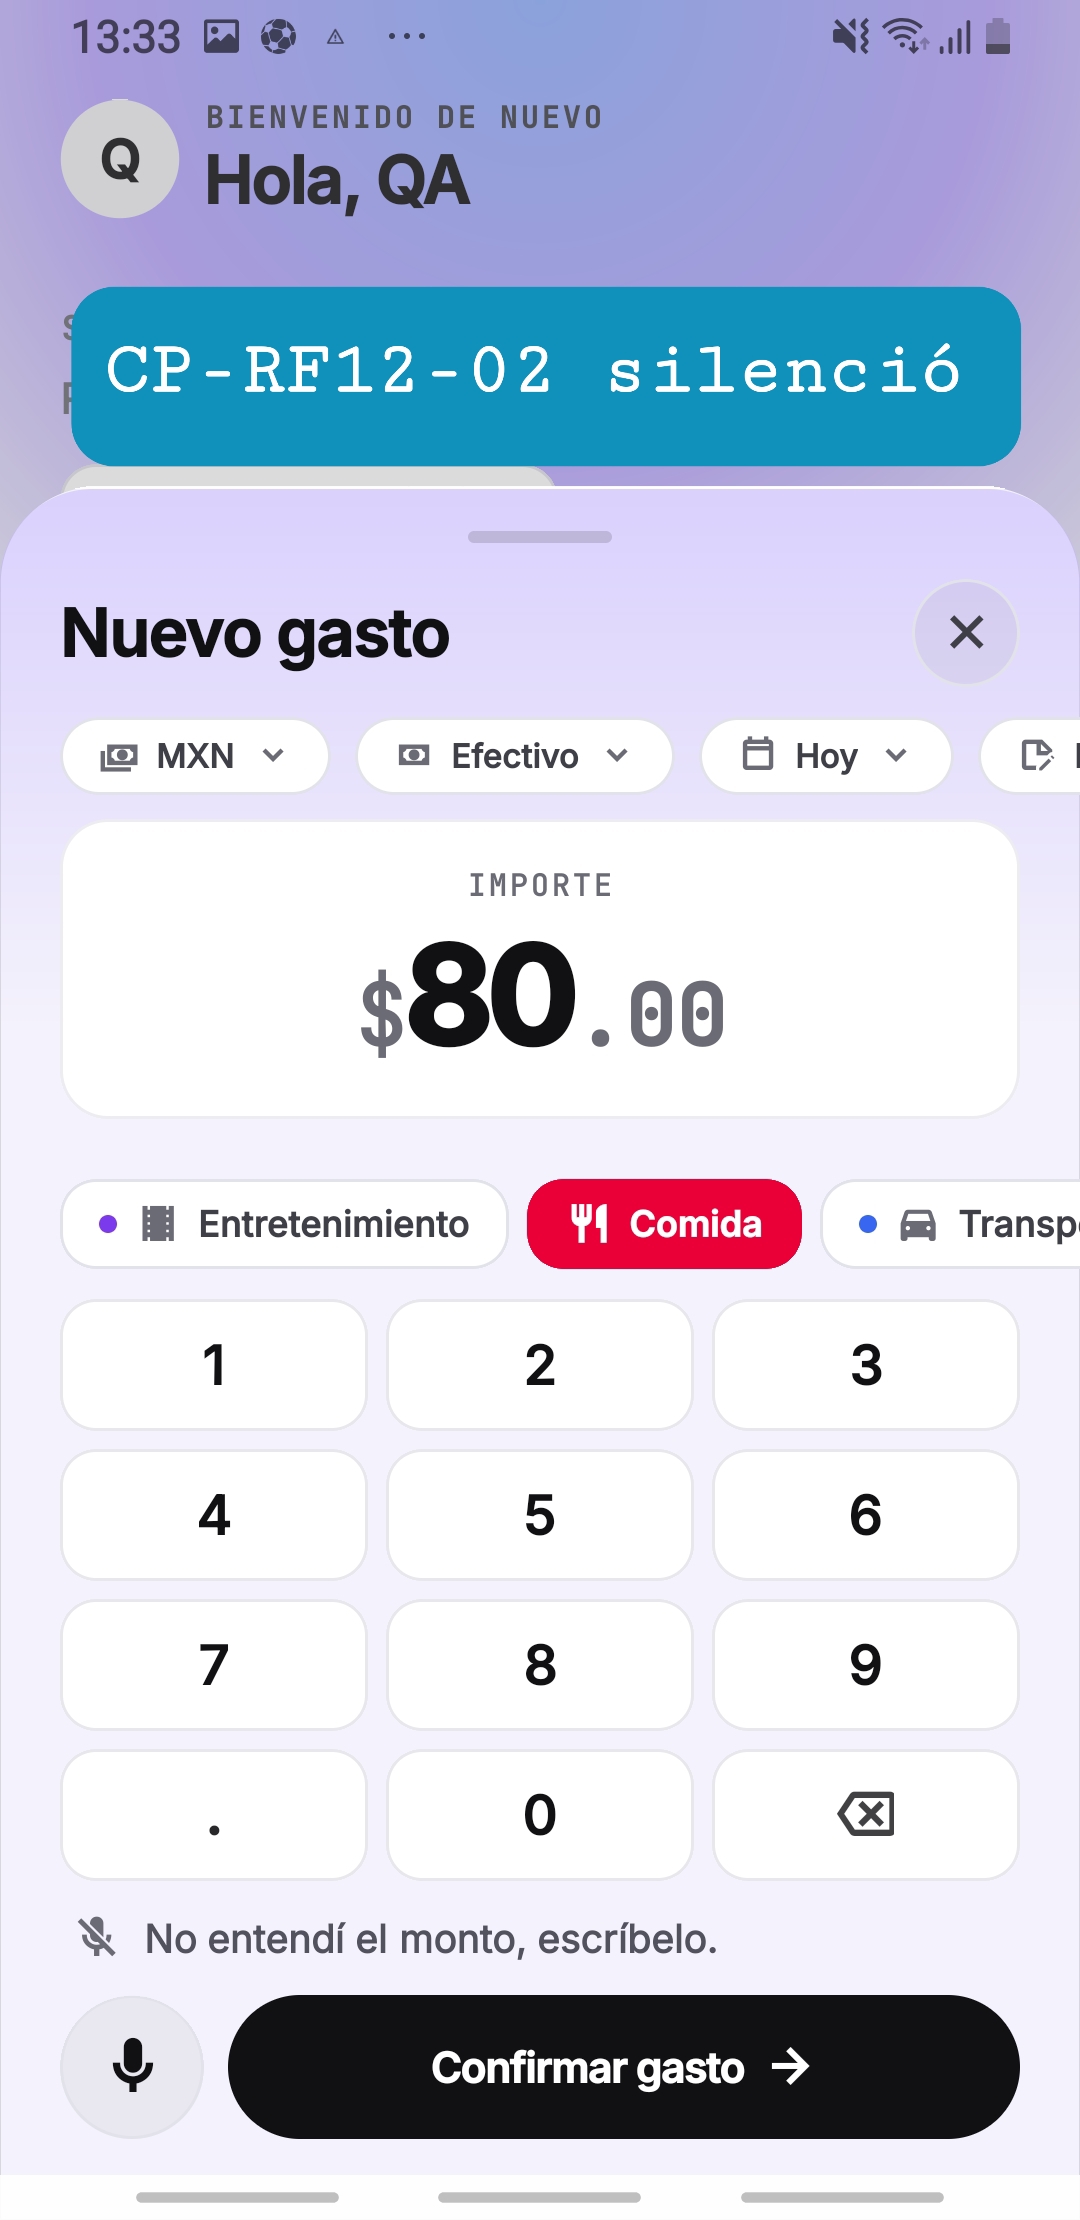 13:33
BIENVENIDO DE NUEVO
Q
Hola, QA
CP-RF12-02 silenció
Nuevo gasto
MXN
Efectivo
Hoy
IMPORTE
$80.00
Entretenimiento
Comida
1
2
3
4
5
6
7
8
9
.
0
No entendí el monto, escríbelo.
Confirmar gasto